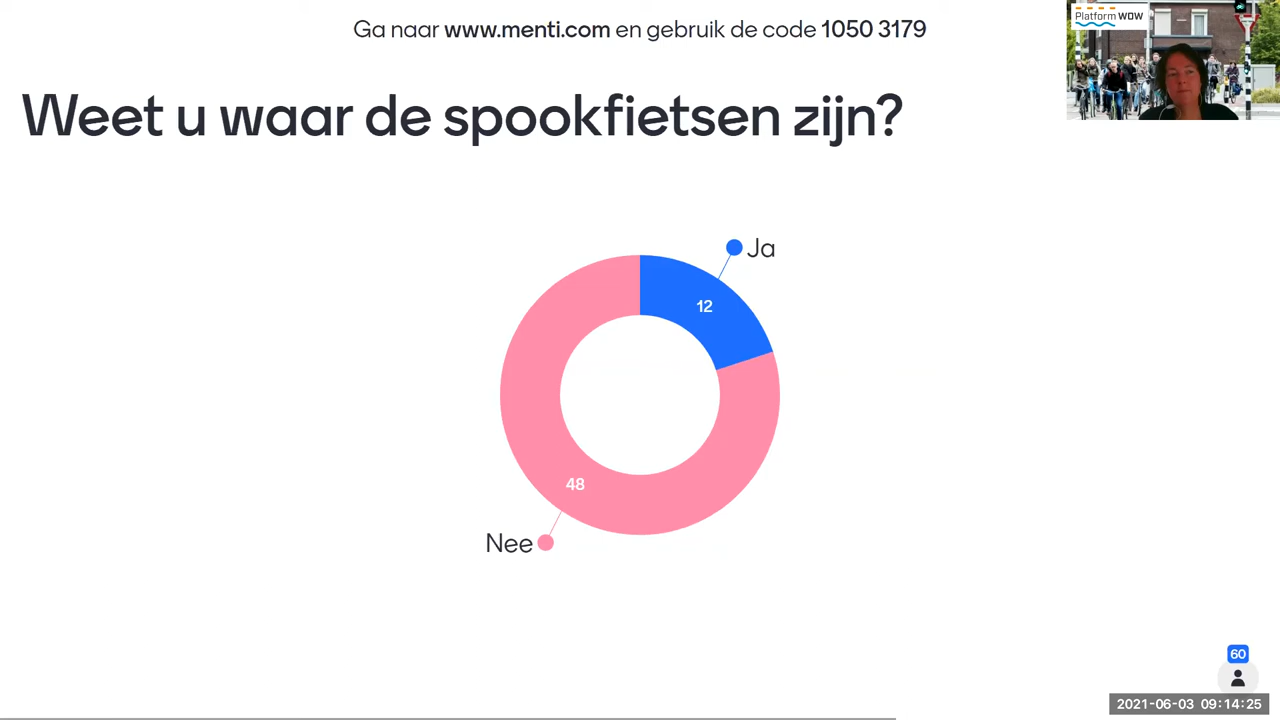 Ga naar www.menti.com en gebruik de code 1050 3179
Platform WOW
Weet u waar de spookfietsen zijn?
Ja
12
48
Nee
60
2021-06-03 09:14:25